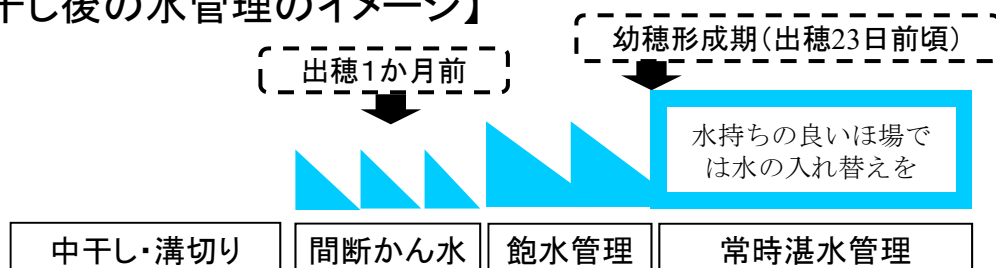 干し後の水管理のイメージ】
出穂１か月前
幼穂形成期（出穂23日前頃）
水持ちの良いほ場で
は水の入れ替えを
中干し・溝切り
間断かん水
飽水管理
常時湛水管理